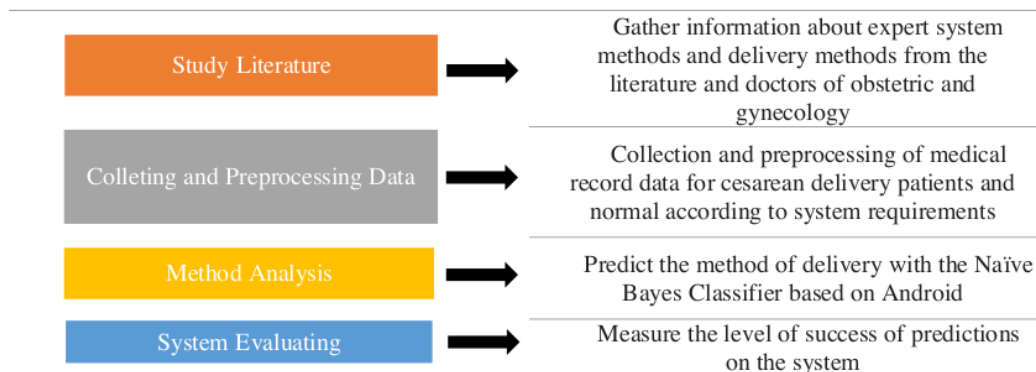 Study Literature
Gather information about expert system
methods and delivery methods from the
literature and doctors of obstetric and
gynecology
Colleting and Preprocessing Data
Collection and preprocessing of medical
record data for cesarean delivery patients and
normal according to system requirements
Method Analysis
Predict the method of delivery with the Naïve
Bayes Classifier based on Android
System Evaluating
Measure the level of success of predictions
on the system